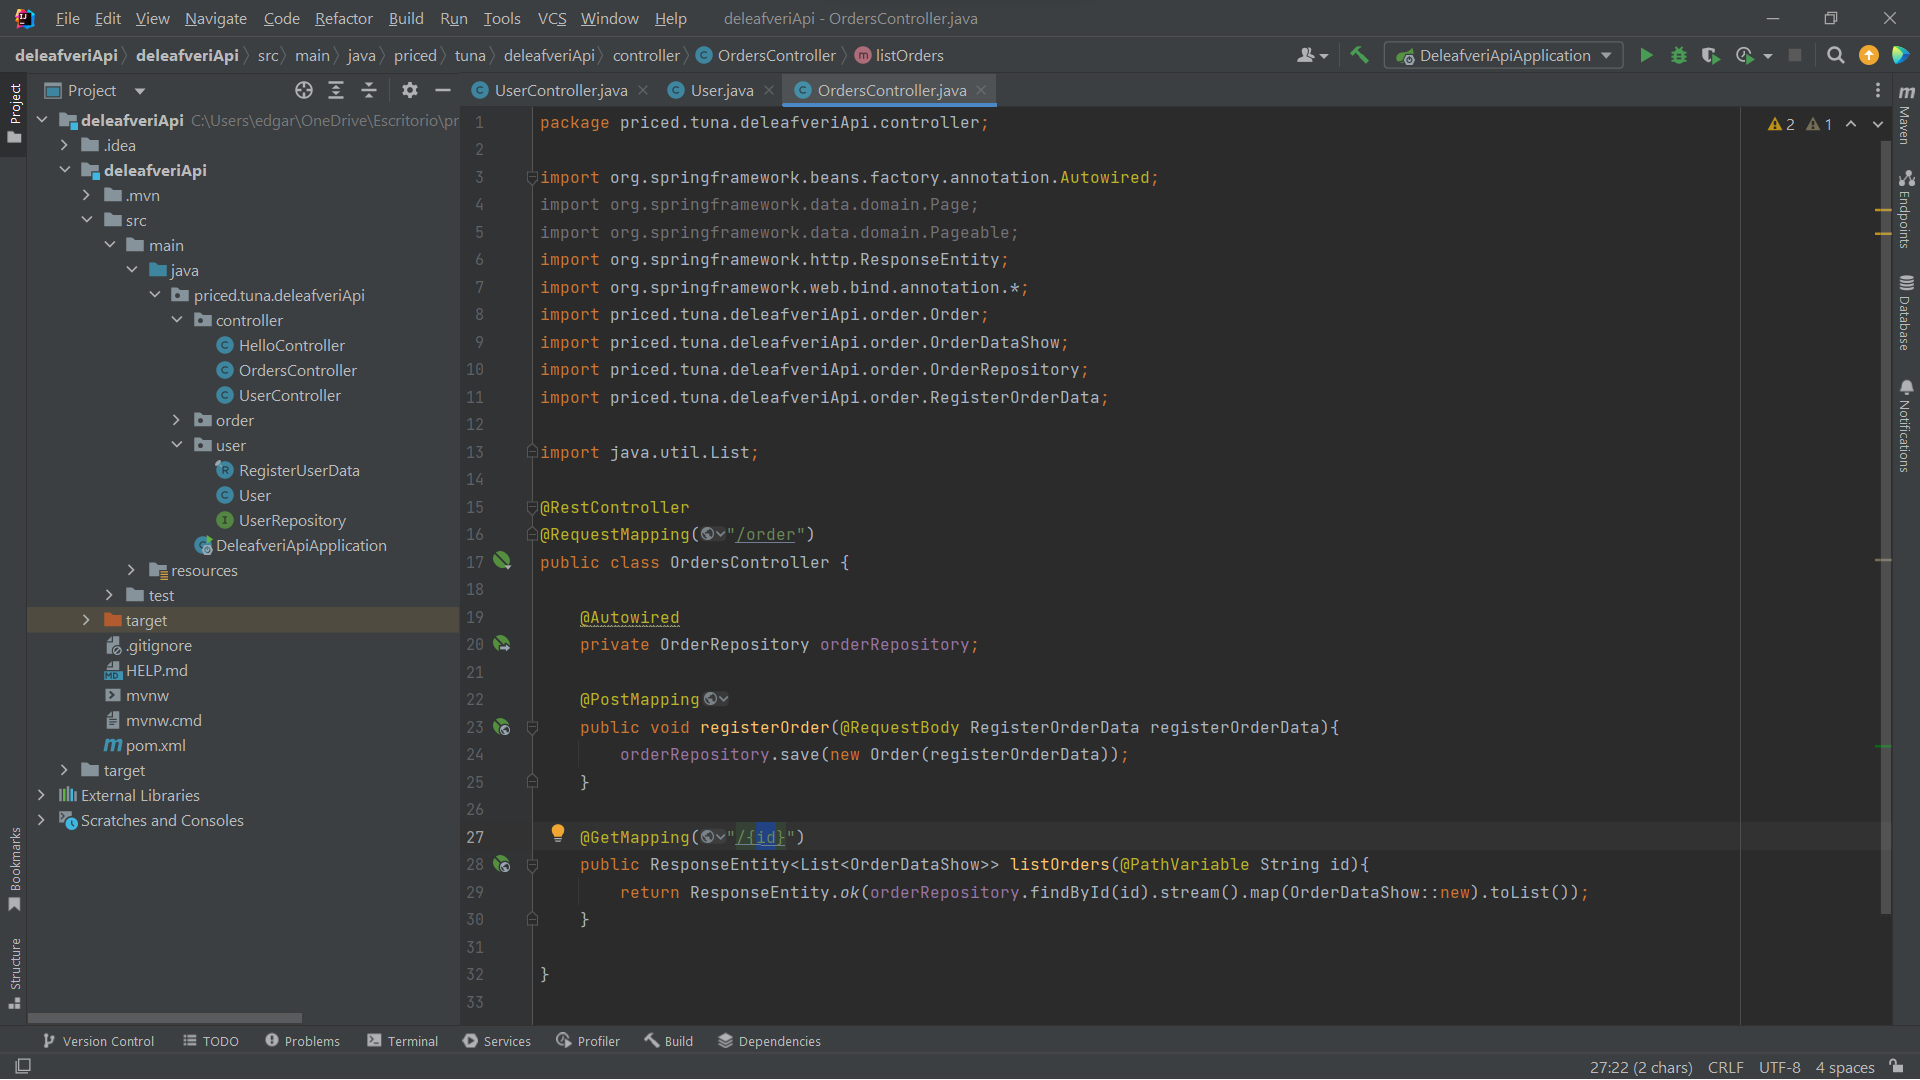 File Edit View Navigate Code Refactor Build Run Tools VCS Window Help deleafveriApi - OrdersController.java
deleafveriApi deleafveriApi src main java priced tuna deleafveriApi controller OrdersController listOrders DeleafveriApiApplication
Project
UserController.java User.java OrdersController.java
Project
deleafveriApi C:\Users\edgar\OneDrive\Escritorio\pr
.idea
deleafveriApi
.mvn
src
main
java
priced.tuna.deleafveriApi
controller
HelloController
OrdersController
UserController
order
user
RegisterUserData
User
UserRepository
DeleafveriApiApplication
resources
test
target
.gitignore
HELP.md
mvnw
mvnw.cmd
pom.xml
target
External Libraries
Scratches and Consoles
Bookmarks
Structure
1 package priced.tuna.deleafveriApi.controller;
2
3 import org.springframework.beans.factory.annotation.Autowired;
4 import org.springframework.data.domain.Page;
5 import org.springframework.data.domain.Pageable;
6 import org.springframework.http.ResponseEntity;
7 import org.springframework.web.bind.annotation.*;
8 import priced.tuna.deleafveriApi.order.Order;
9 import priced.tuna.deleafveriApi.order.OrderDataShow;
10 import priced.tuna.deleafveriApi.order.OrderRepository;
11 import priced.tuna.deleafveriApi.order.RegisterOrderData;
12
13 import java.util.List;
14
15 @RestController
16 @RequestMapping("/order")
17 public class OrdersController {
18
19 @Autowired
20 private OrderRepository orderRepository;
21
22 @PostMapping
23 public void registerOrder(@RequestBody RegisterOrderData registerOrderData){
24 orderRepository.save(new Order(registerOrderData));
25 }
26
27 @GetMapping("/{id}")
28 public ResponseEntity<List<OrderDataShow>> listOrders(@PathVariable String id){
29 return ResponseEntity.ok(orderRepository.findById(id).stream().map(OrderDataShow::new).toList());
30 }
31
32 }
33
2 1
Maven
Endpoints
Database
Notifications
Version Control TODO Problems Terminal Services Profiler Build Dependencies
27:22 (2 chars) CRLF UTF-8 4 spaces